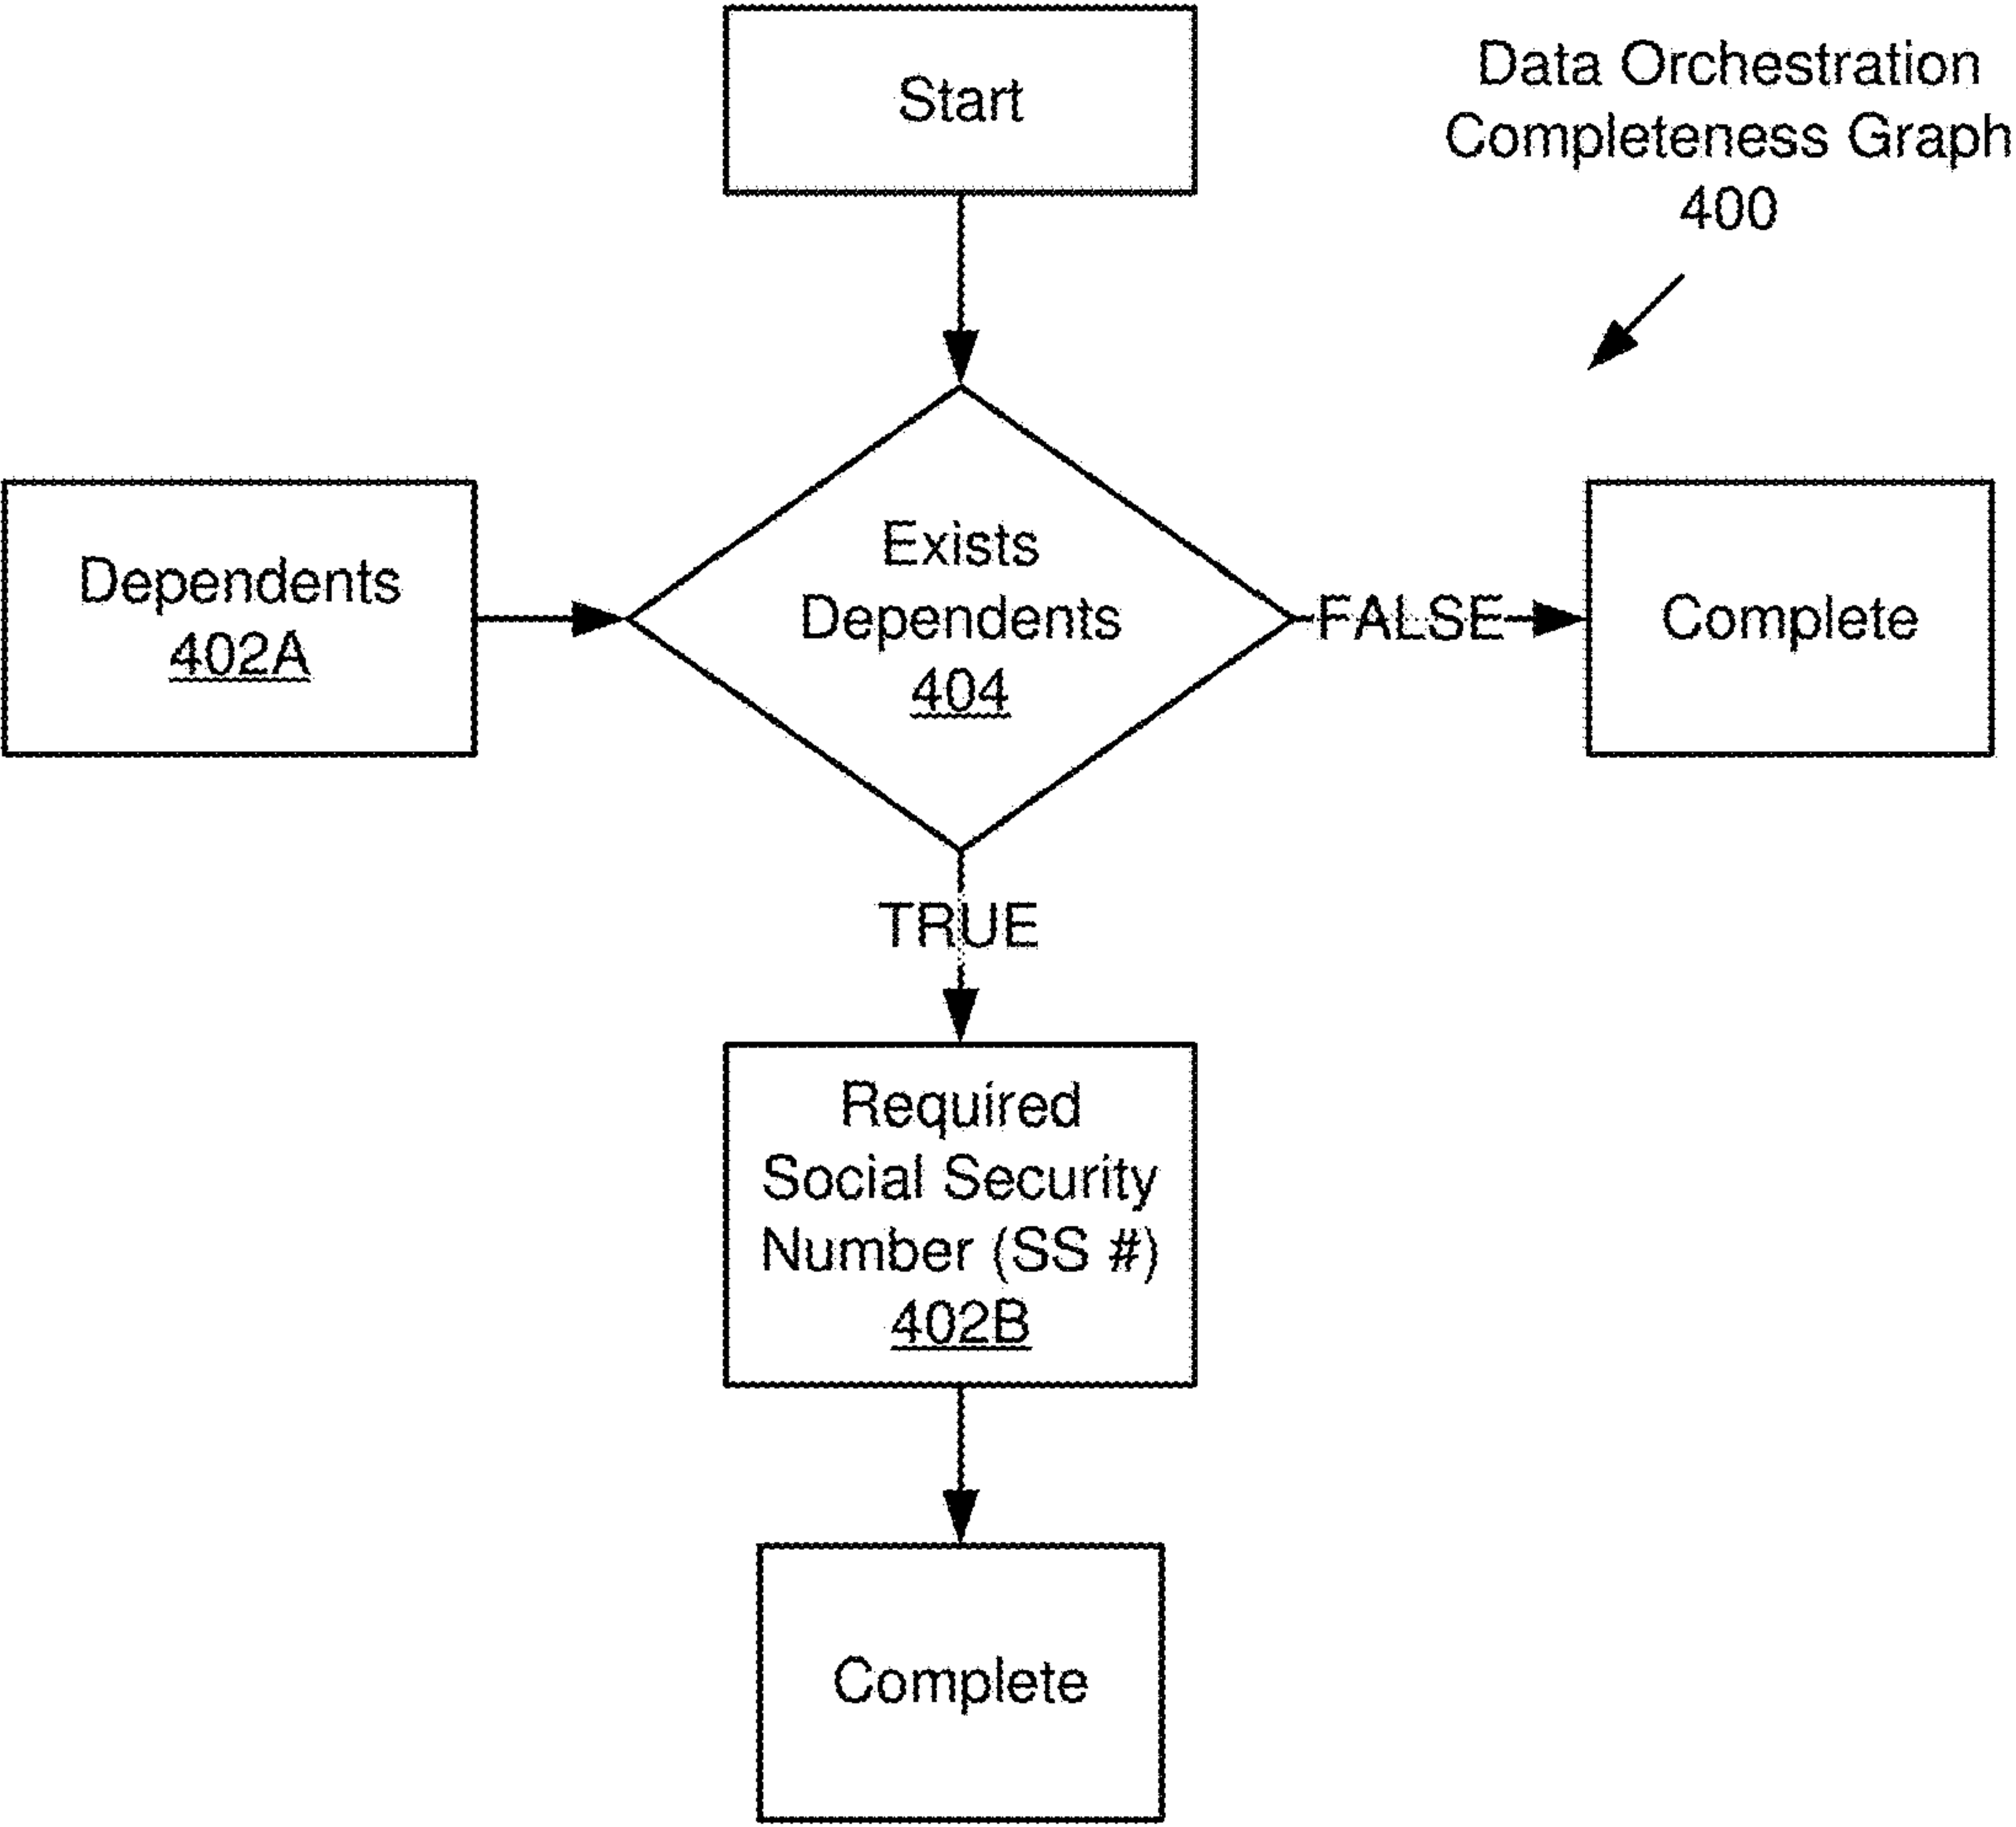 Start
Data Orchestration
Completeness Graph
400
Dependents
402A
Exists
Dependents
404
FALSE
Complete
TRUE
Required
Social Security
Number (SS #)
402B
Complete